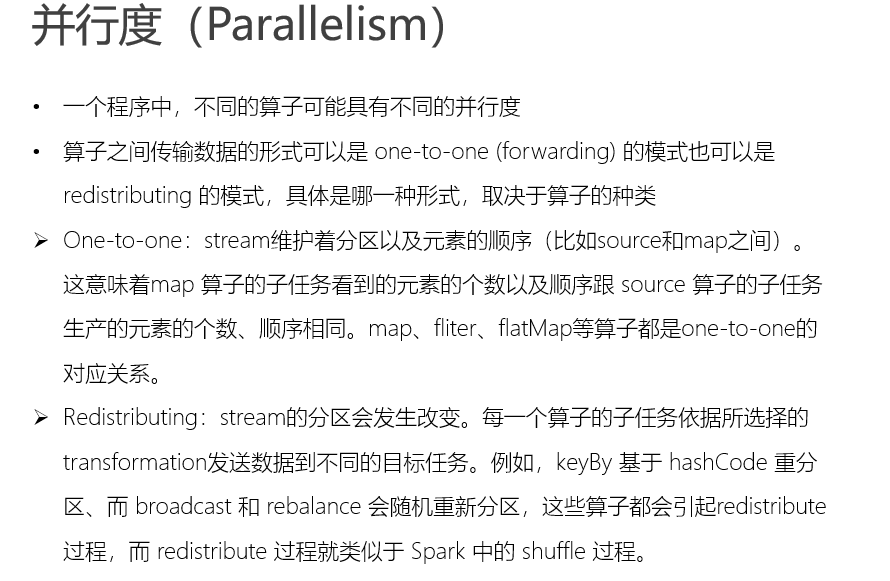 并行度（Parallelism）
• 一个程序中，不同的算子可能具有不同的并行度
• 算子之间传输数据的形式可以是 one-to-one (forwarding) 的模式也可以是
redistributing 的模式，具体是哪一种形式，取决于算子的种类
➢ One-to-one：stream维护着分区以及元素的顺序（比如source和map之间）。
这意味着map 算子的子任务看到的元素的个数以及顺序跟 source 算子的子任务
生产的元素的个数、顺序相同。map、fliter、flatMap等算子都是one-to-one的
对应关系。
➢ Redistributing：stream的分区会发生改变。每一个算子的子任务依据所选择的
transformation发送数据到不同的目标任务。例如，keyBy 基于 hashCode 重分
区、而 broadcast 和 rebalance 会随机重新分区，这些算子都会引起redistribute
过程，而 redistribute 过程就类似于 Spark 中的 shuffle 过程。